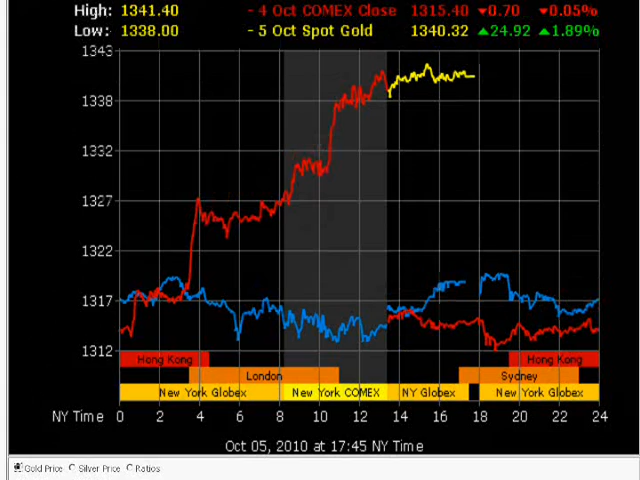 High: 1341.40 - 4 Oct COMEX Close 1315.40 ▼0.70 ▼0.05%
Low: 1338.00 - 5 Oct Spot Gold 1340.32 ▲24.92 ▲1.89%
1343
1338
1332
1327
1322
1317
1312
Hong Kong Hong Kong
London Sydney
New York Globex New York COMEX NY Globex New York Globex
NY Time 0 2 4 6 8 10 12 14 16 18 20 22 24
Oct 05, 2010 at 17:45 NY Time
Gold Price Silver Price Ratios